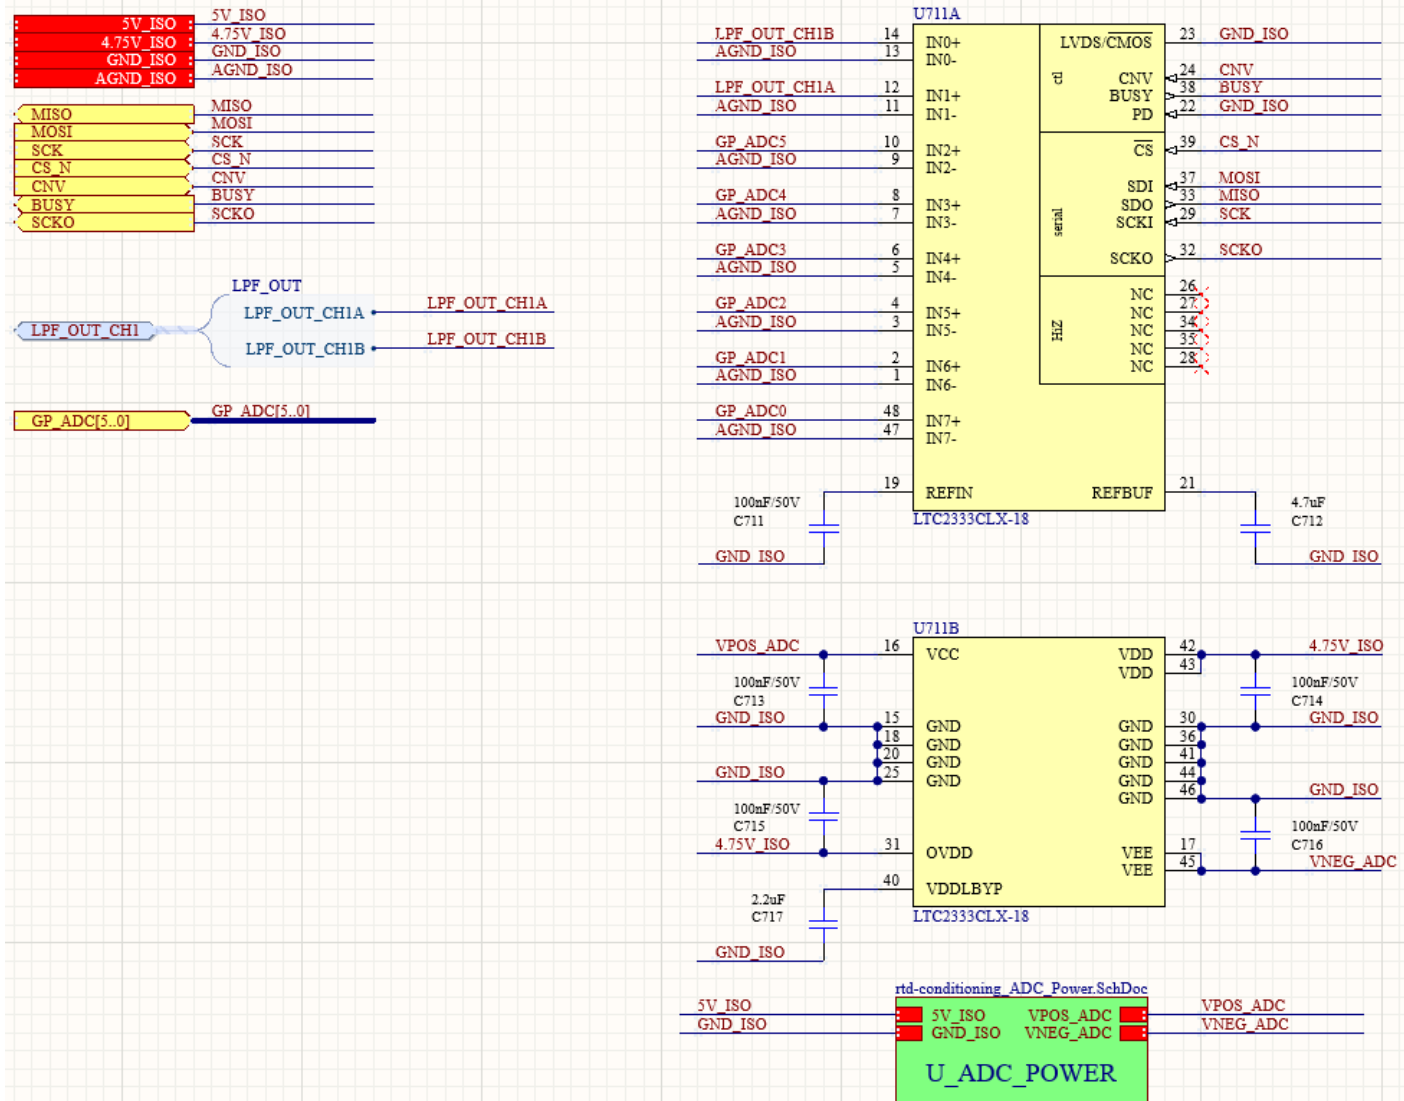 5V_ISO 5V_ISO
4.75V_ISO 4.75V_ISO
GND_ISO GND_ISO
AGND_ISO AGND_ISO
MISO MISO
MOSI MOSI
SCK SCK
CS_N CS_N
CNV CNV
BUSY BUSY
SCKO SCKO
LPF_OUT
LPF_OUT_CH1A LPF_OUT_CH1A
LPF_OUT_CH1
LPF_OUT_CH1B LPF_OUT_CH1B
GP_ADC[5..0] GP_ADC[5..0]
U711A
LPF_OUT_CH1B 14 IN0+ LVDS/CMOS 23 GND_ISO
AGND_ISO 13 IN0-
ctl
CNV 24 CNV
LPF_OUT_CH1A 12 IN1+ BUSY 38 BUSY
AGND_ISO 11 IN1- PD 22 GND_ISO
GP_ADC5 10 IN2+ CS 39 CS_N
AGND_ISO 9 IN2-
SDI 37 MOSI
GP_ADC4 8 IN3+ SDO 33 MISO
AGND_ISO 7 IN3- serial SCKI 29 SCK
GP_ADC3 6 IN4+ SCKO 32 SCKO
AGND_ISO 5 IN4-
NC 26
GP_ADC2 4 IN5+ NC 27
AGND_ISO 3 IN5- HiZ NC 34
NC 35
GP_ADC1 2 IN6+ NC 28
AGND_ISO 1 IN6-
GP_ADC0 48 IN7+
AGND_ISO 47 IN7-
19 REFIN REFBUF 21
100nF/50V
C711
4.7uF
C712
LTC2333CLX-18
GND_ISO GND_ISO
U711B
VPOS_ADC 16 VCC VDD 42 4.75V_ISO
VDD 43
100nF/50V
C713
100nF/50V
C714
GND_ISO 15 GND GND 30 GND_ISO
18 GND GND 36
20 GND GND 41
GND_ISO 25 GND GND 44
GND 46 GND_ISO
100nF/50V
C715
100nF/50V
C716
4.75V_ISO 31 OVDD VEE 17
VEE 45 VNEG_ADC
40 VDDLBYP
2.2uF
C717
LTC2333CLX-18
GND_ISO
rtd-conditioning_ADC_Power.SchDoc
5V_ISO 5V_ISO VPOS_ADC VPOS_ADC
GND_ISO GND_ISO VNEG_ADC VNEG_ADC
U_ADC_POWER